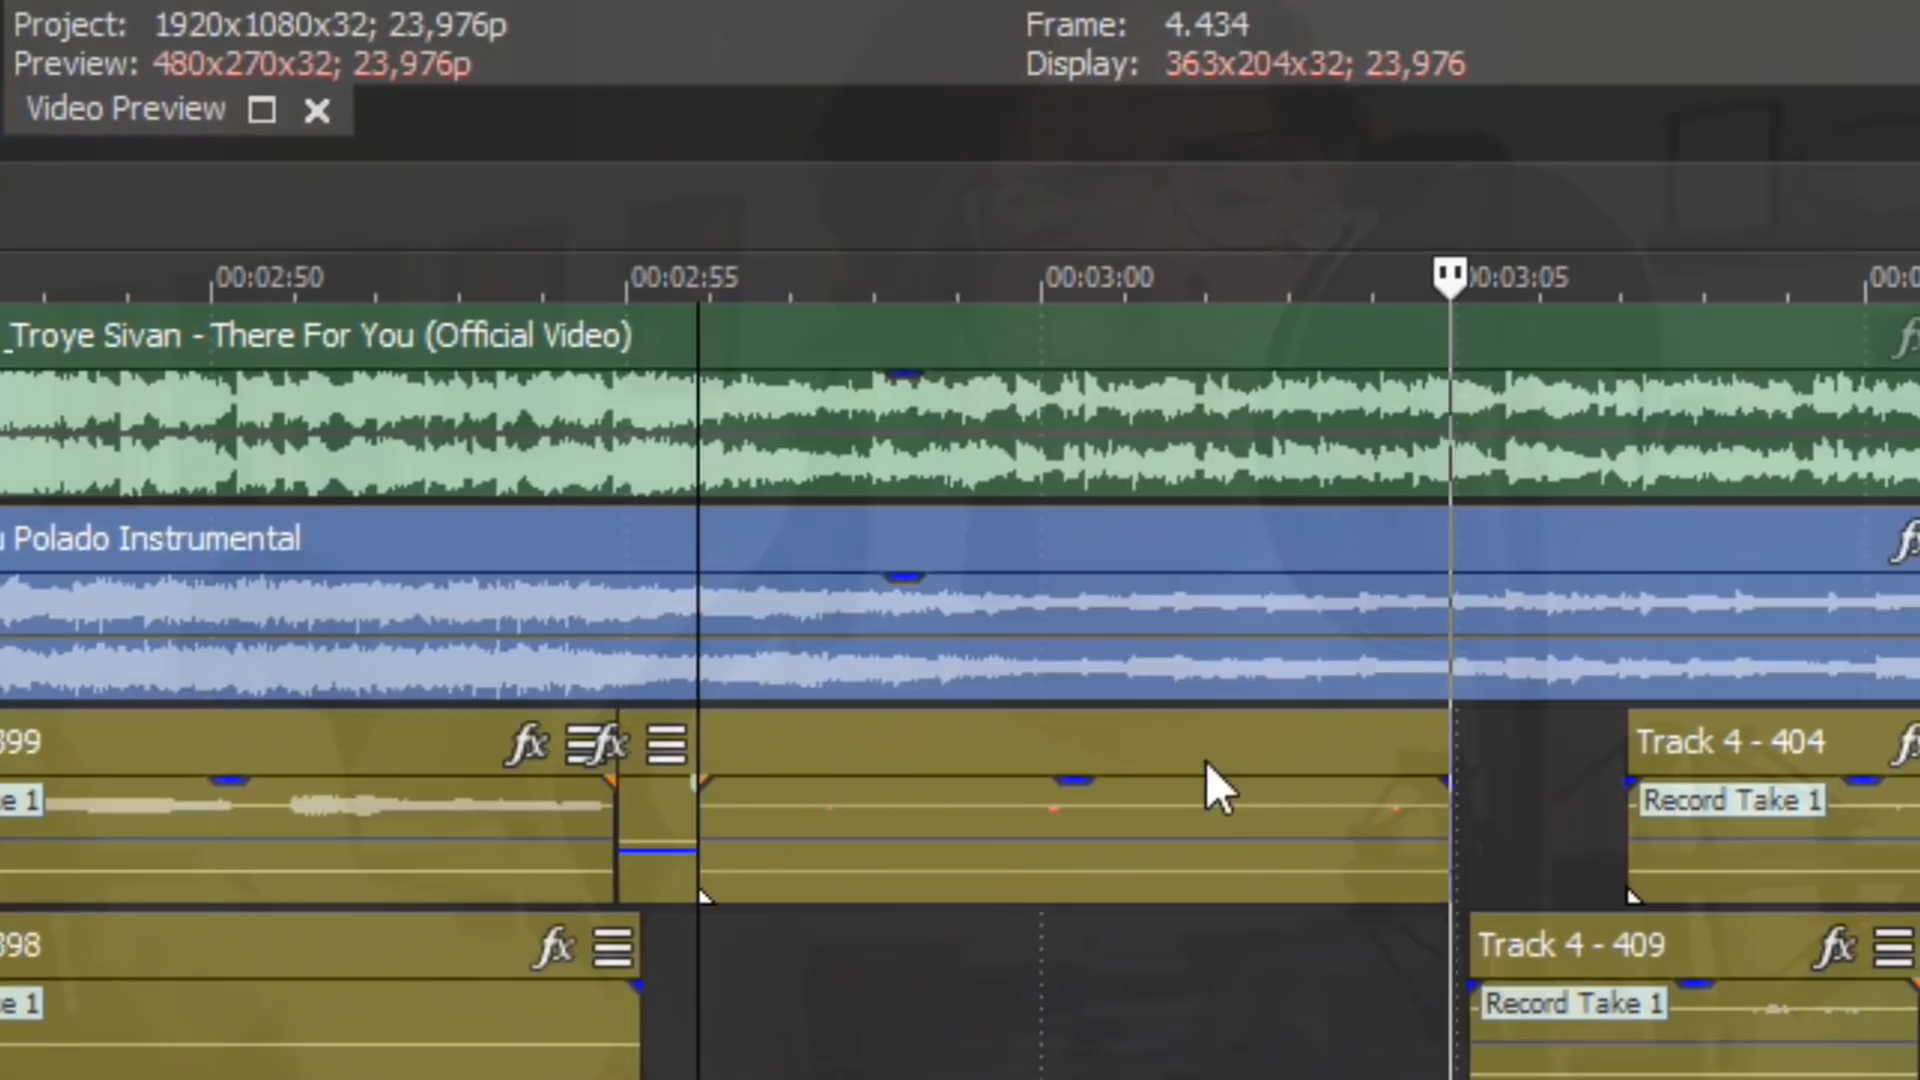 Project: 1920x1080x32; 23,976p
Frame: 4.434
Preview: 480x270x32; 23,976p
Display: 363x204x32; 23,976
Video Preview
00:02:50 00:02:55 00:03:00 00:03:05
_Troye Sivan - There For You (Official Video)
Polado Instrumental
399
Track 4 - 404
e 1
Record Take 1
398
Track 4 - 409
e 1
Record Take 1